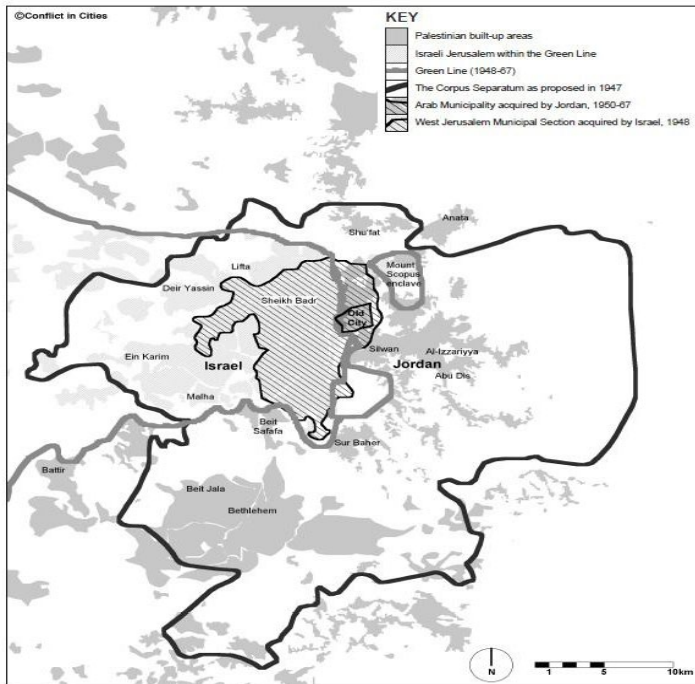 ©Conflict in Cities
KEY
Palestinian built-up areas
Israeli Jerusalem within the Green Line
Green Line (1948-67)
The Corpus Separatum as proposed in 1947
Arab Municipality acquired by Jordan, 1950-67
West Jerusalem Municipal Section acquired by Israel, 1948
Anata
Shu'fat
Lifta
Mount
Scopus
enclave
Deir Yassin
Sheikh Badr
Old
City
Silwan
Al-Izzariyya
Ein Karim
Israel
Jordan
Abu Dis
Malha
Beit
Safafa
Sur Baher
Battir
Beit Jala
Bethlehem
N
1 5 10km